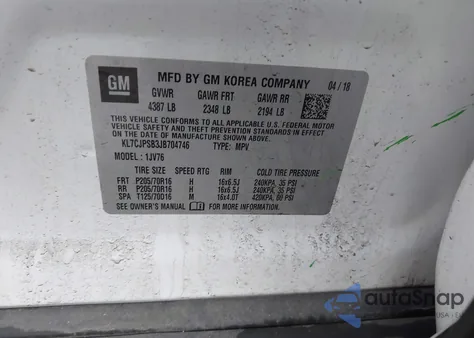 GM
MFD BY GM KOREA COMPANY
04 / 18
GVWR GAWR FRT GAWR RR
4387 LB 2348 LB 2194 LB
THIS VEHICLE CONFORMS TO ALL APPLICABLE U.S.
FEDERAL MOTOR VEHICLE SAFETY, BUMPER, AND THEFT
PREVENTION STANDARDS IN EFFECT ON THE DATE OF
MANUFACTURE SHOWN ABOVE.
KL7CJPSB3JB704746 TYPE: MPV
MODEL: 1JV76
TIRE SIZE SPEED RTG RIM COLD TIRE PRESSURE
FRT P205/70R16 H 16x6.5J 240KPA, 35 PSI
RR P205/70R16 H 16x6.5J 240KPA, 35 PSI
SPA T125/70D16 M 16x4.0T 420KPA, 60 PSI
SEE OWNER'S MANUAL FOR MORE INFORMATION.
autoSnap